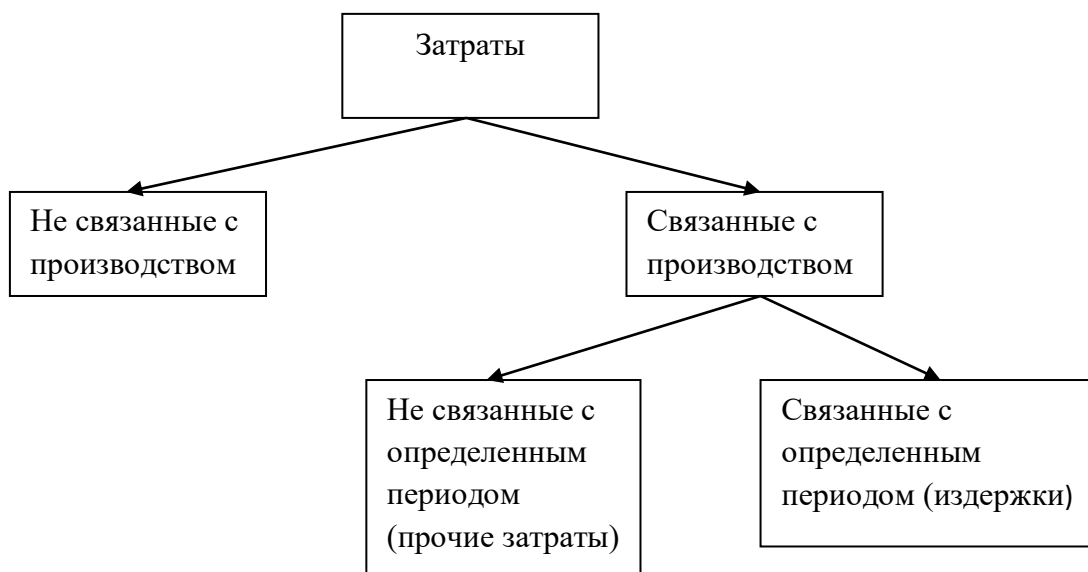 Затраты
Не связанные с
производством
Связанные с
производством
Не связанные с
определенным
периодом
(прочие затраты)
Связанные с
определенным
периодом (издержки)